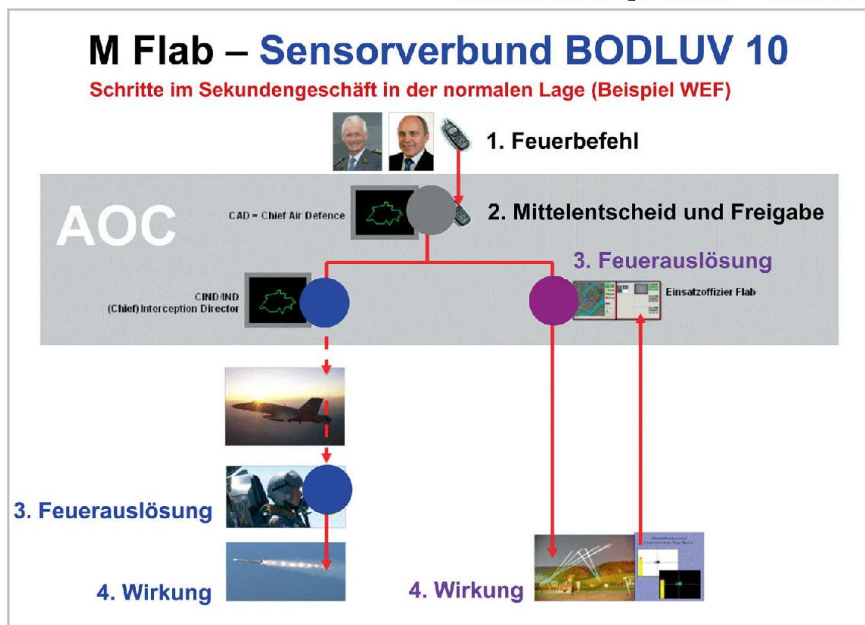 M Flab – Sensorverbund BODLUV 10
Schritte im Sekundengeschäft in der normalen Lage (Beispiel WEF)
1. Feuerbefehl
AOC
CAD = Chief Air Defence
2. Mittelentscheid und Freigabe
3. Feuerauslösung
CIND/IND
(Chief) Interception Director
Einsatzoffizier Flab
3. Feuerauslösung
4. Wirkung
4. Wirkung